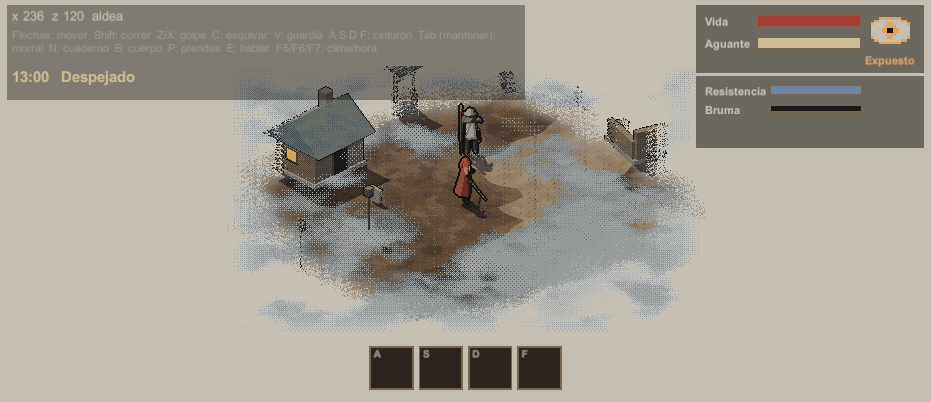 x 236 z 120 aldea
Flechas: mover Shift: correr Z/X: golpe C: esquivar V: guardia A S D F: cinturón Tab (mantener):
morral N: cuaderno B: cuerpo P: prendas E: hablar F5/F6/F7: clima/hora
13:00 Despejado
Vida
Aguante
Expuesto
Resistencia
Bruma
A S D F